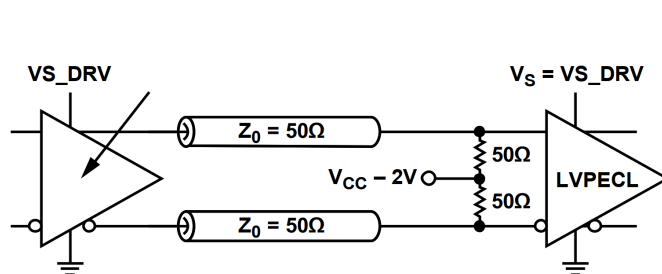 VS_DRV
VS = VS_DRV
Z0 = 50Ω
50Ω
VCC – 2V
LVPECL
50Ω
Z0 = 50Ω